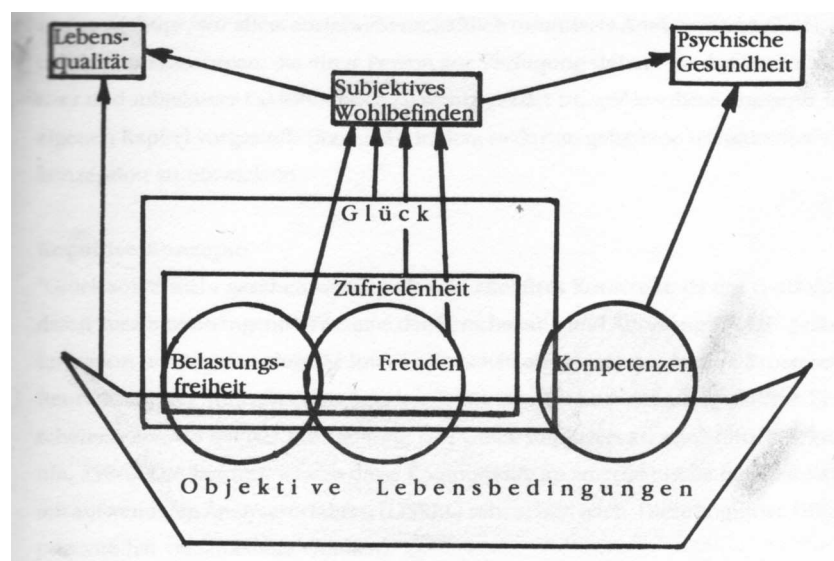 Lebens-
qualität
Psychische
Gesundheit
Subjektives
Wohlbefinden
Glück
Zufriedenheit
Belastungs-
freiheit
Freuden
Kompetenzen
Objektive Lebensbedingungen